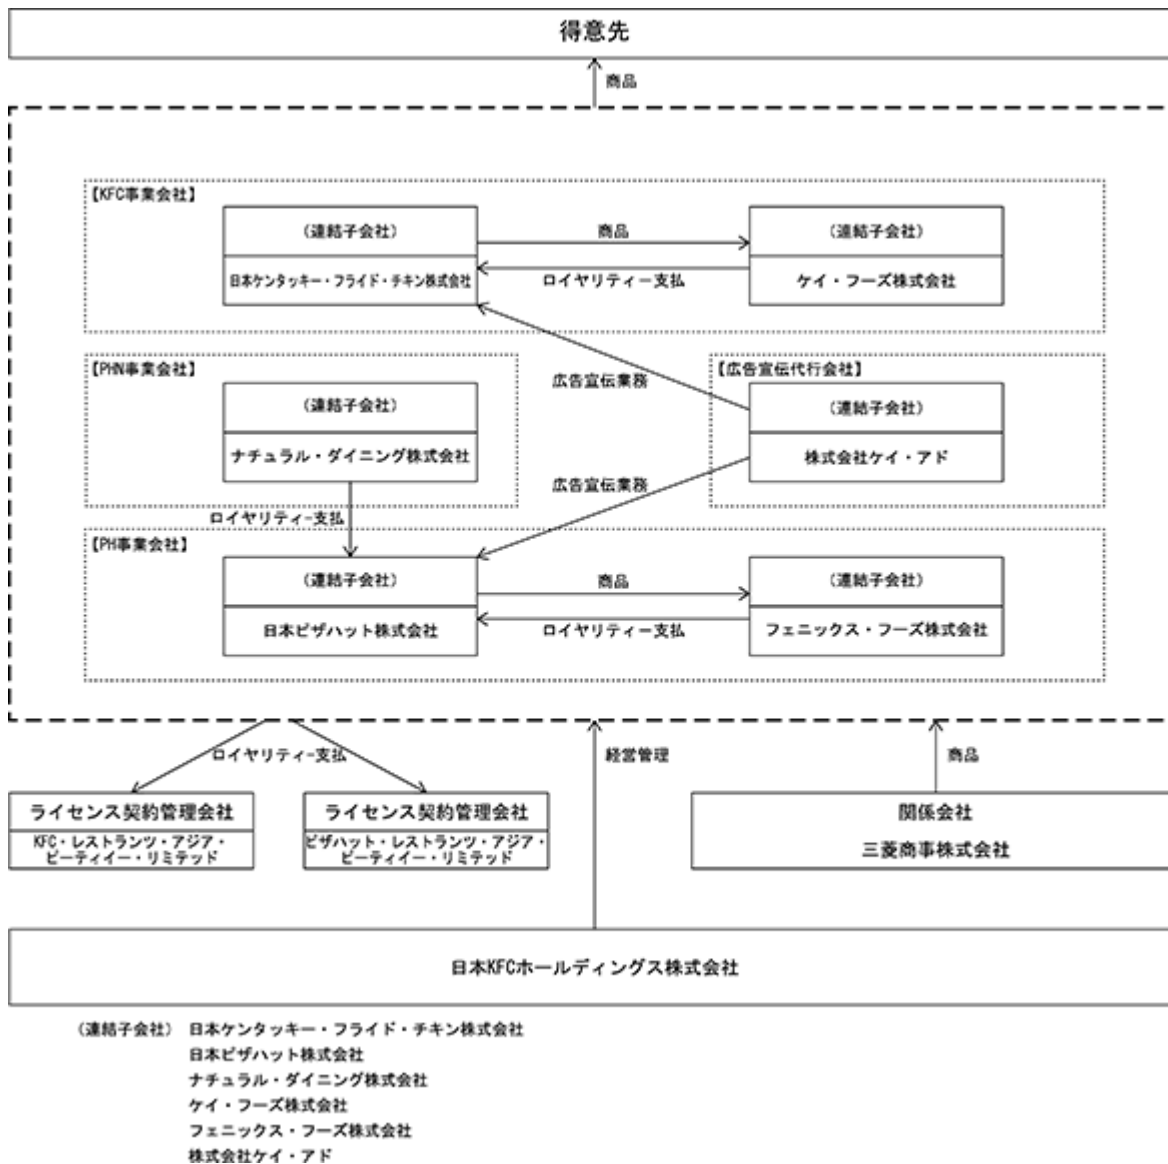 得意先
商品
【KFC事業会社】
（連結子会社）
日本ケンタッキー・フライド・チキン株式会社
商品
ロイヤリティー支払
（連結子会社）
ケイ・フーズ株式会社
【PHN事業会社】
（連結子会社）
ナチュラル・ダイニング株式会社
広告宣伝業務
【広告宣伝代行会社】
（連結子会社）
株式会社ケイ・アド
広告宣伝業務
ロイヤリティー支払
【PH事業会社】
（連結子会社）
日本ピザハット株式会社
商品
ロイヤリティー支払
（連結子会社）
フェニックス・フーズ株式会社
ロイヤリティー支払
経営管理
商品
ライセンス契約管理会社
KFC・レストランツ・アジア・
ピーティイー・リミテッド
ライセンス契約管理会社
ピザハット・レストランツ・アジア・
ピーティイー・リミテッド
関係会社
三菱商事株式会社
日本KFCホールディングス株式会社
（連結子会社） 日本ケンタッキー・フライド・チキン株式会社
日本ピザハット株式会社
ナチュラル・ダイニング株式会社
ケイ・フーズ株式会社
フェニックス・フーズ株式会社
株式会社ケイ・アド